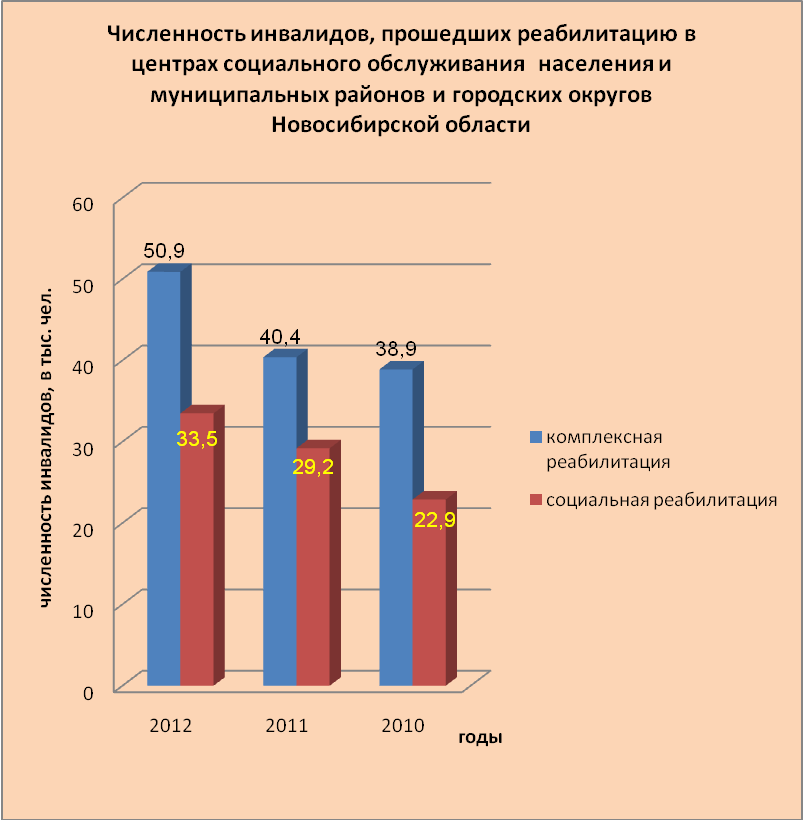 Численность инвалидов, прошедших реабилитацию в
центрах социального обслуживания населения и
муниципальных районов и городских округов
Новосибирской области
численность инвалидов, в тыс. чел.
60
50
40
30
20
10
0
50,9
33,5
40,4
29,2
38,9
22,9
2012
2011
2010
годы
комплексная
реабилитация
социальная реабилитация